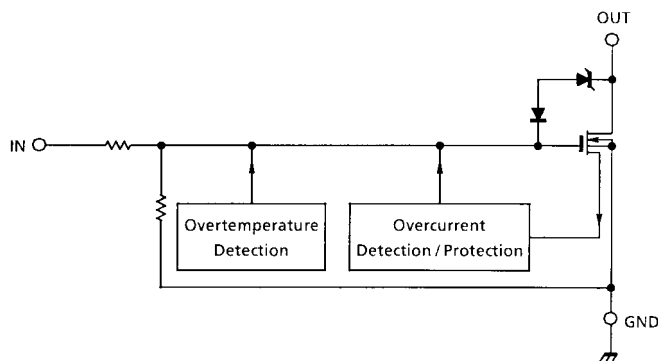 OUT
IN
Overtemperature
Detection
Overcurrent
Detection / Protection
GND